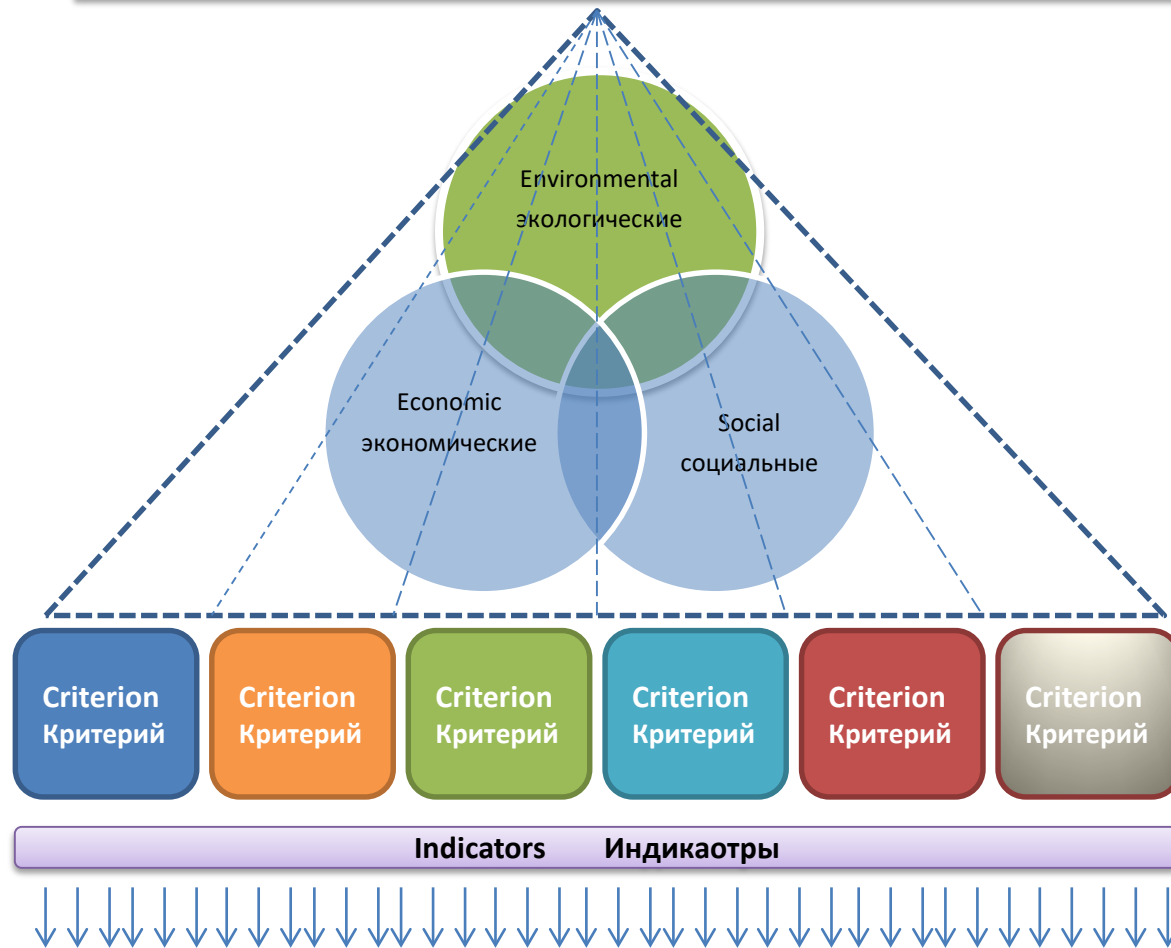 Environmental
экологические
Economic
экономические
Social
социальные
Criterion
Критерий
Criterion
Критерий
Criterion
Критерий
Criterion
Критерий
Criterion
Критерий
Criterion
Критерий
Indicators Индикаотры